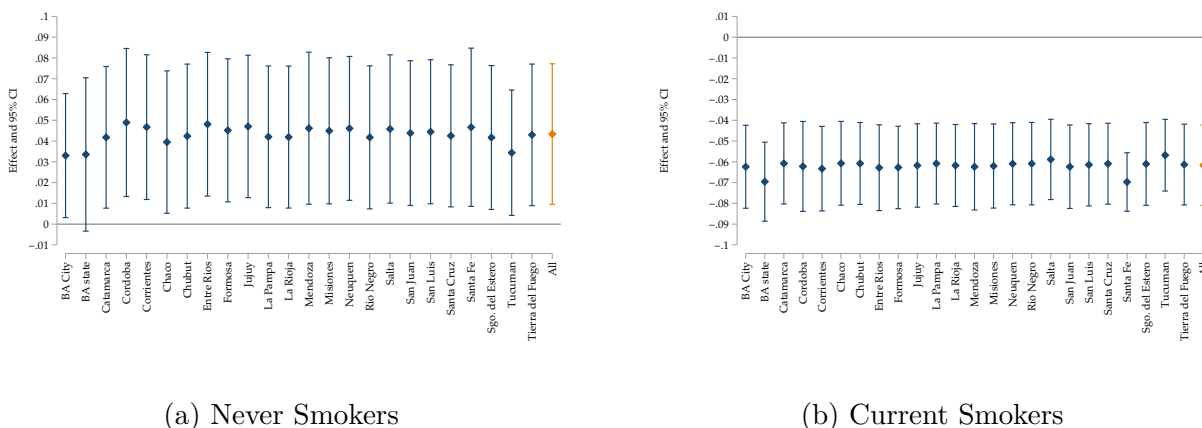 .1
.09
.08
.07
.06
.05
.04
.03
.02
.01
0
-.01
Effect and 95% CI
BA City
BA state
Catamarca
Cordoba
Corrientes
Chaco
Chubut
Entre Rios
Formosa
Jujuy
La Pampa
La Rioja
Mendoza
Misiones
Neuquen
Rio Negro
Salta
San Juan
San Luis
Santa Cruz
Santa Fe
Sgo. del Estero
Tucuman
Tierra del Fuego
All
(a) Never Smokers
.01
0
-.01
-.02
-.03
-.04
-.05
-.06
-.07
-.08
-.09
-.1
Effect and 95% CI
BA City
BA state
Catamarca
Cordoba
Corrientes
Chaco
Chubut
Entre Rios
Formosa
Jujuy
La Pampa
La Rioja
Mendoza
Misiones
Neuquen
Rio Negro
Salta
San Juan
San Luis
Santa Cruz
Santa Fe
Sgo. del Estero
Tucuman
Tierra del Fuego
(b) Current Smokers